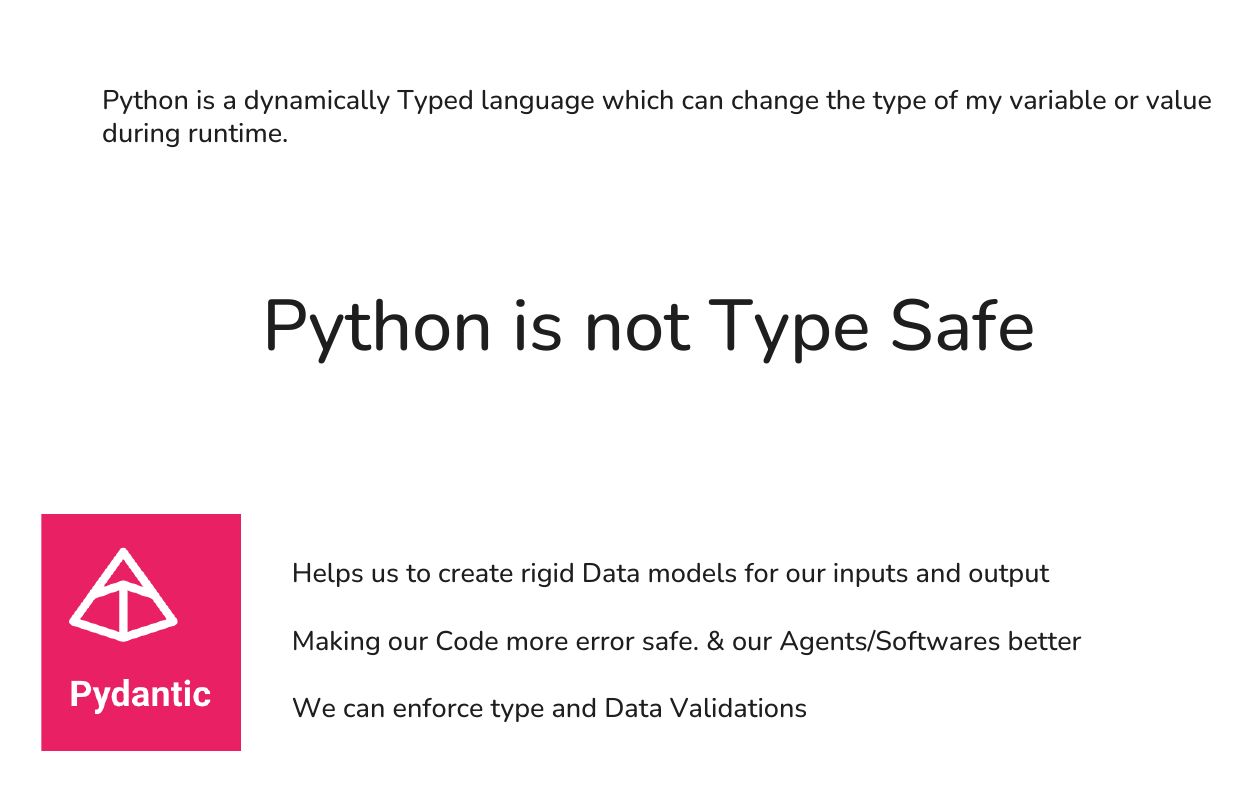 Python is a dynamically Typed language which can change the type of my variable or value
during runtime.
Python is not Type Safe
Pydantic
Helps us to create rigid Data models for our inputs and output
Making our Code more error safe. & our Agents/Softwares better
We can enforce type and Data Validations